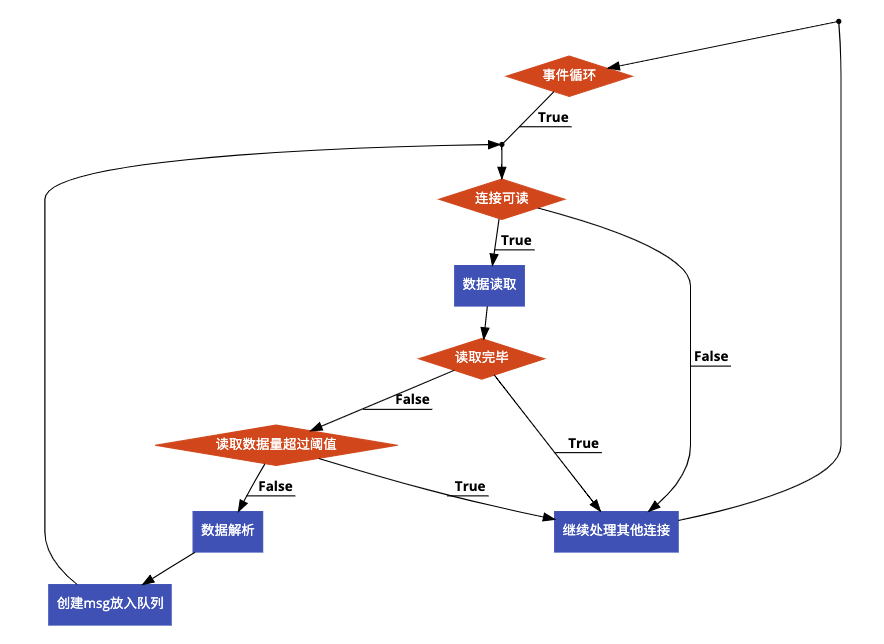 事件循环
True
连接可读
True
数据读取
读取完毕
False
False
True
读取数据量超过阈值
False
True
数据解析
继续处理其他连接
创建msg放入队列